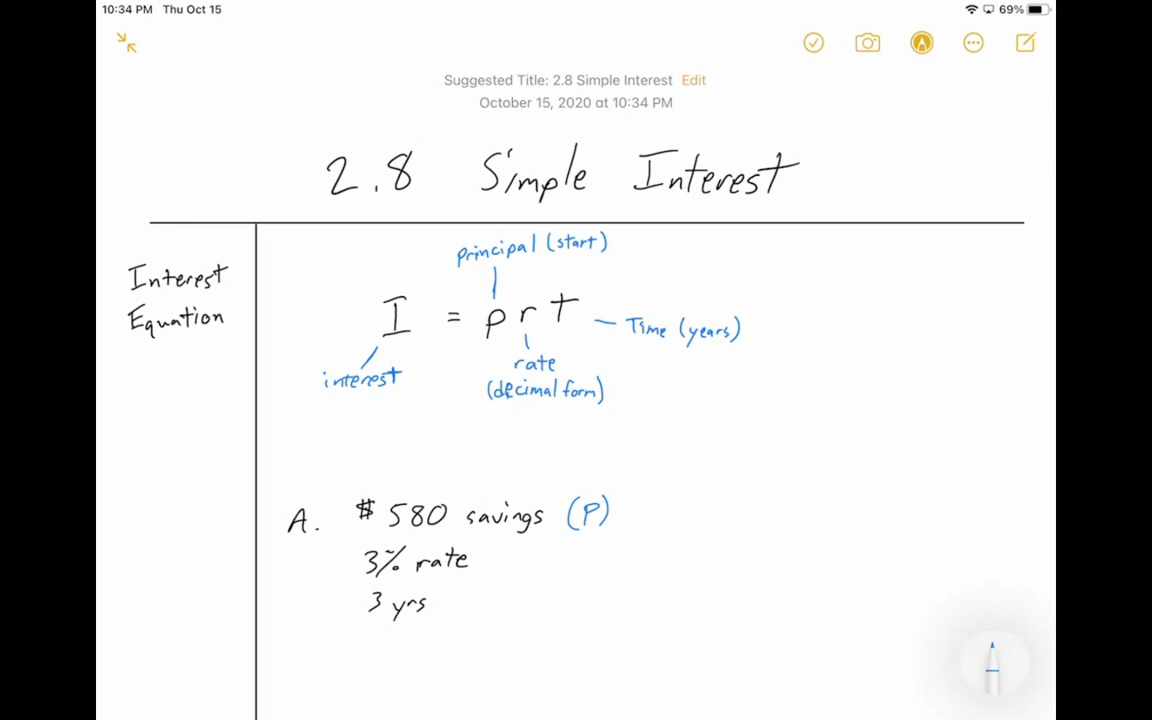 10:34 PM Thu Oct 15
69%
Suggested Title: 2.8 Simple Interest Edit
October 15, 2020 at 10:34 PM
2.8 Simple Interest
Interest
Equation
principal (start)
I = prt
Time (years)
interest
rate
(decimal form)
A. $580 savings (P)
3% rate
3 yrs